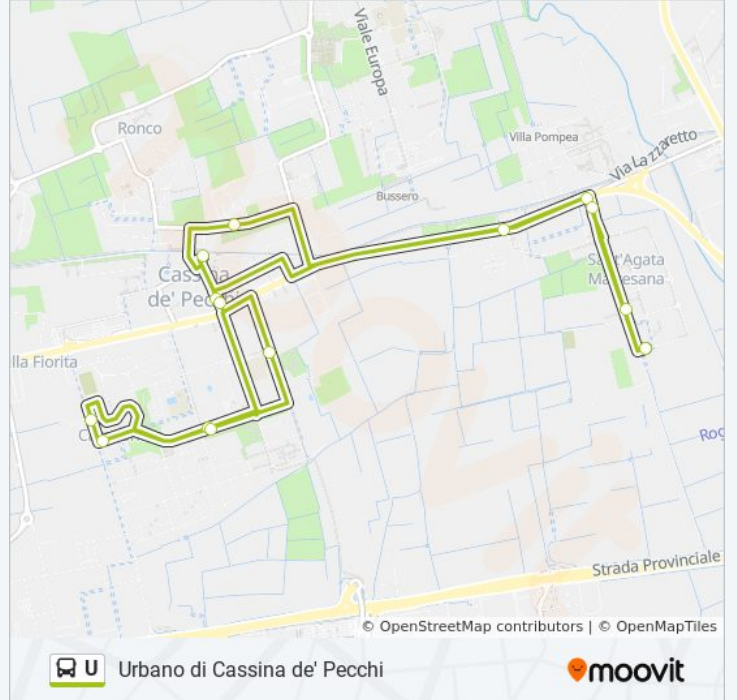 Viale Europa
Ronco
Villa Pompea
Via Lazzaretto
Bussero
Sant'Agata
Martesana
Cassina
de' Pecchi
lla Fiorita
Rog
Strada Provinciale
© OpenStreetMap contributors | © OpenMapTiles
U Urbano di Cassina de' Pecchi
moovit